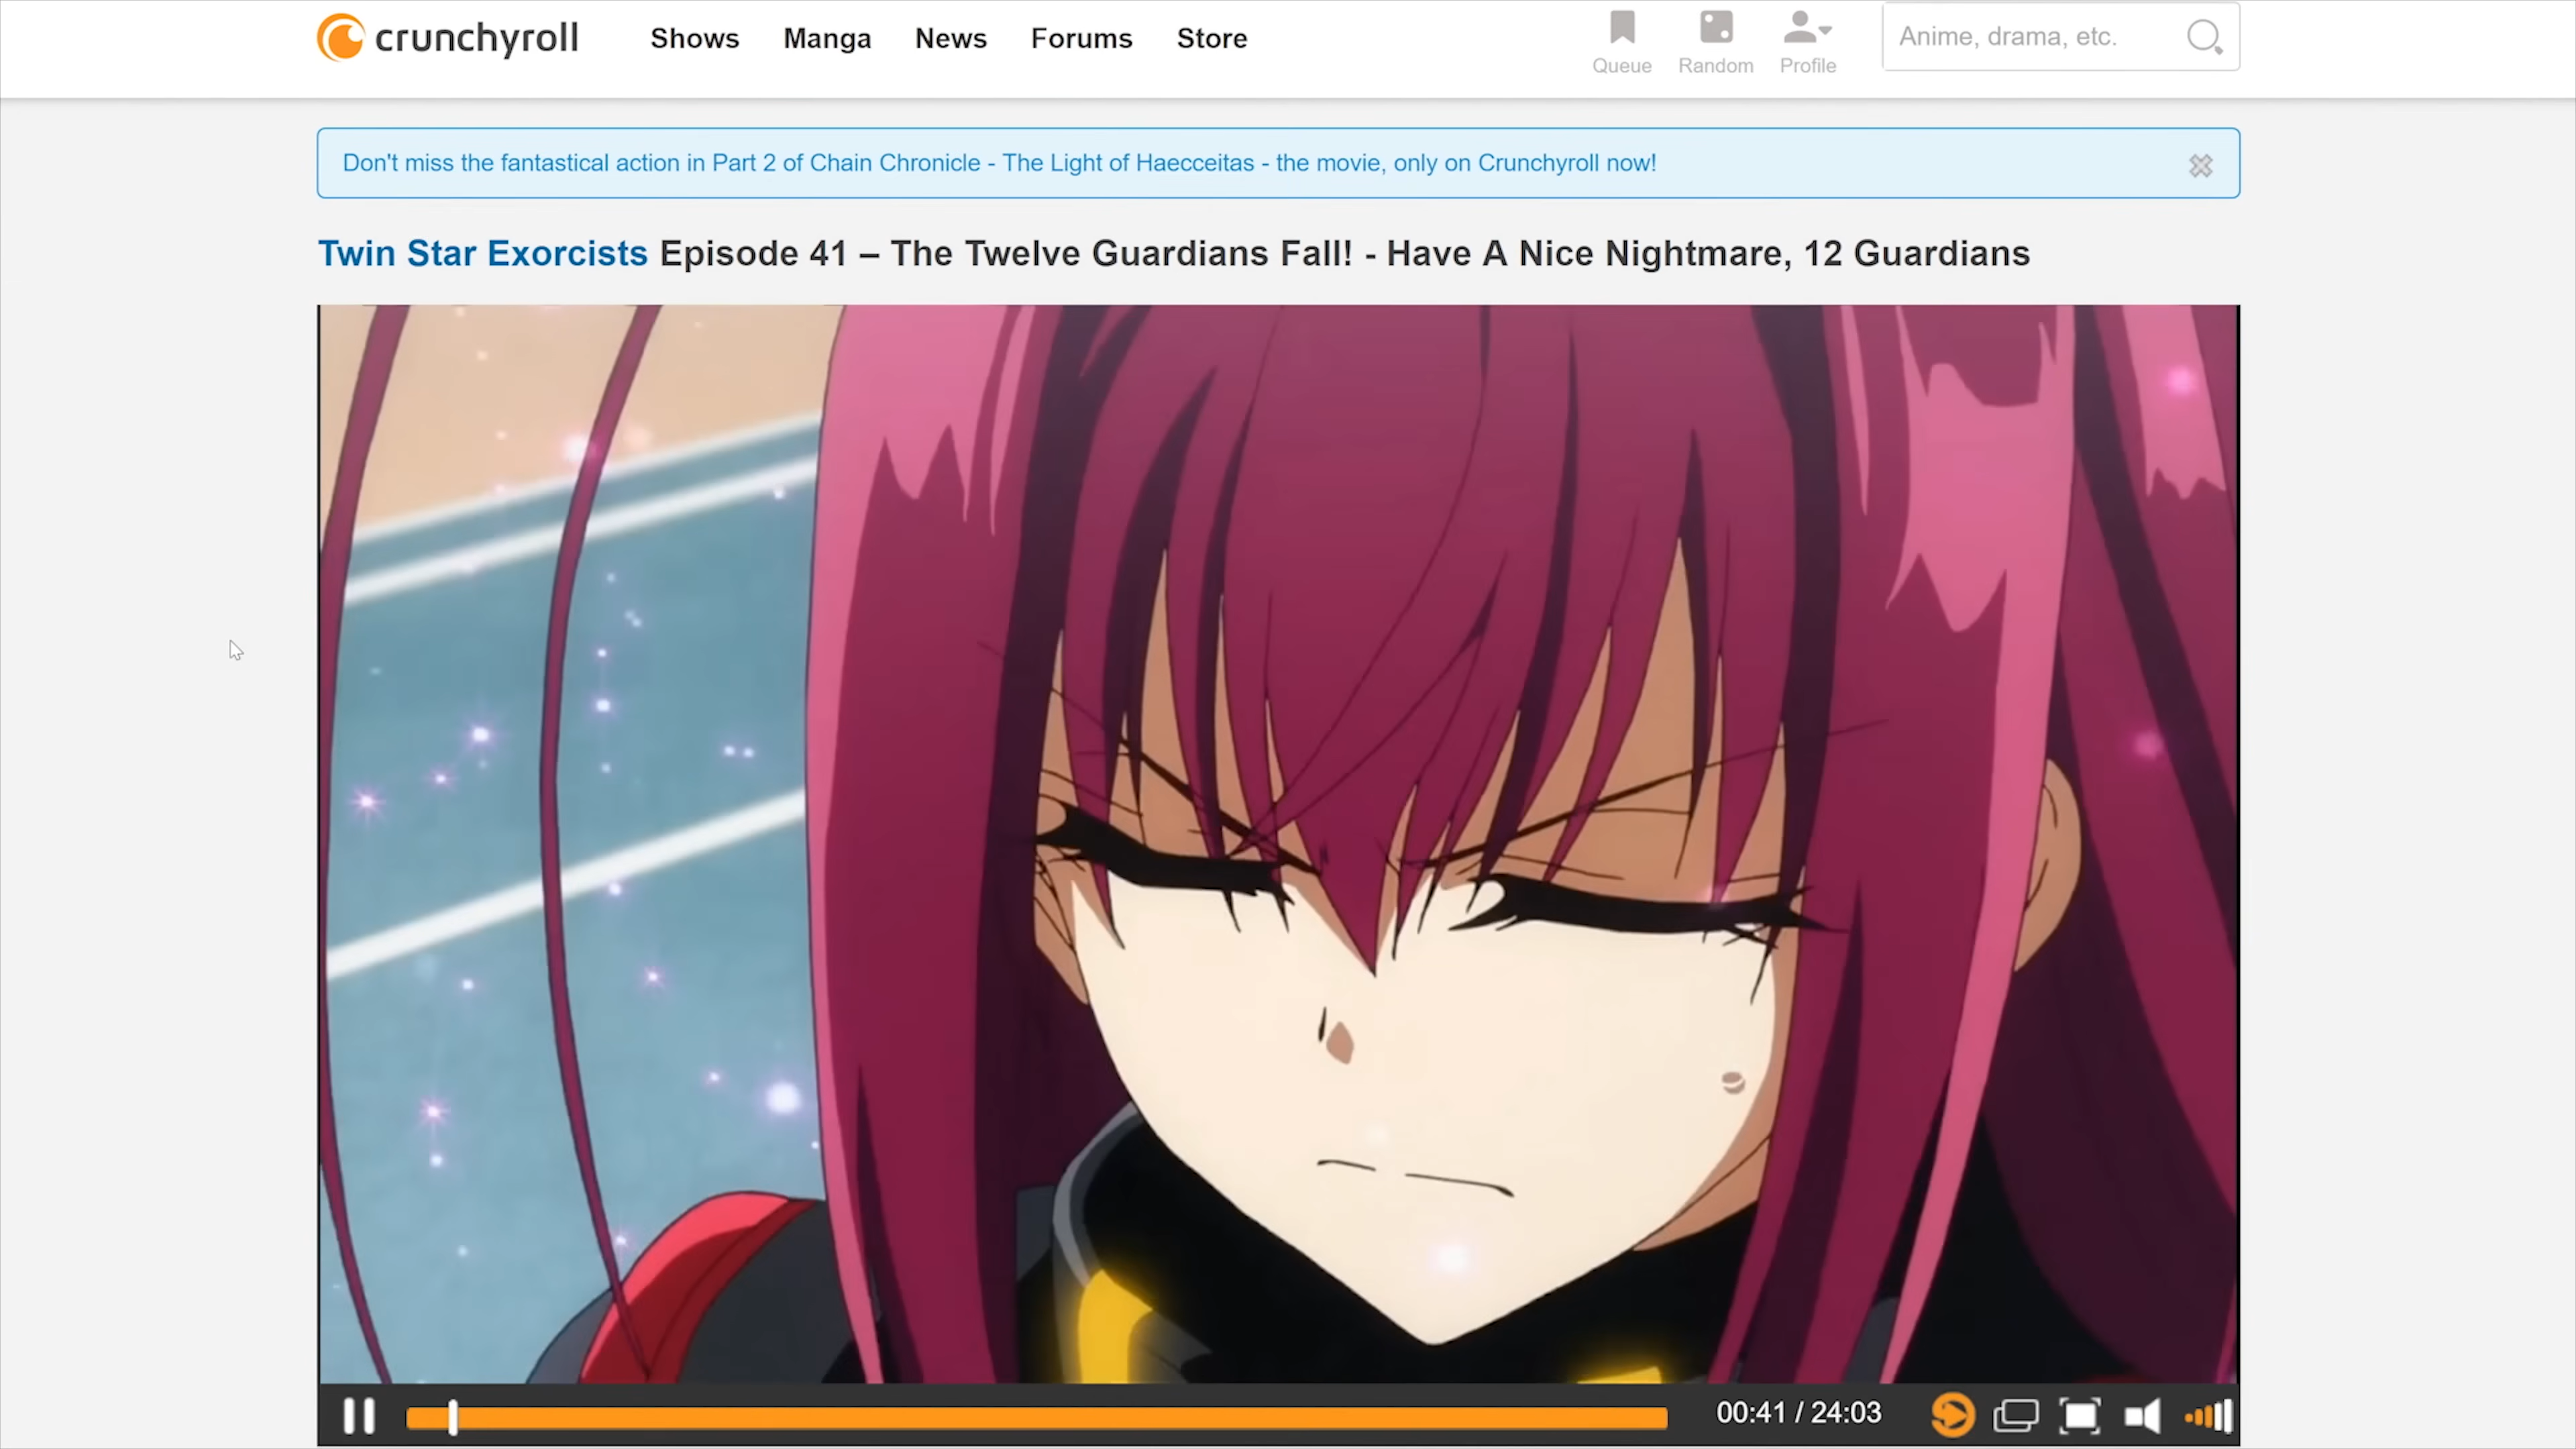 crunchyroll
Shows Manga News Forums Store
Queue Random Profile
Anime, drama, etc.
Don't miss the fantastical action in Part 2 of Chain Chronicle - The Light of Haecceitas - the movie, only on Crunchyroll now!
Twin Star Exorcists Episode 41 – The Twelve Guardians Fall! - Have A Nice Nightmare, 12 Guardians
00:41 / 24:03